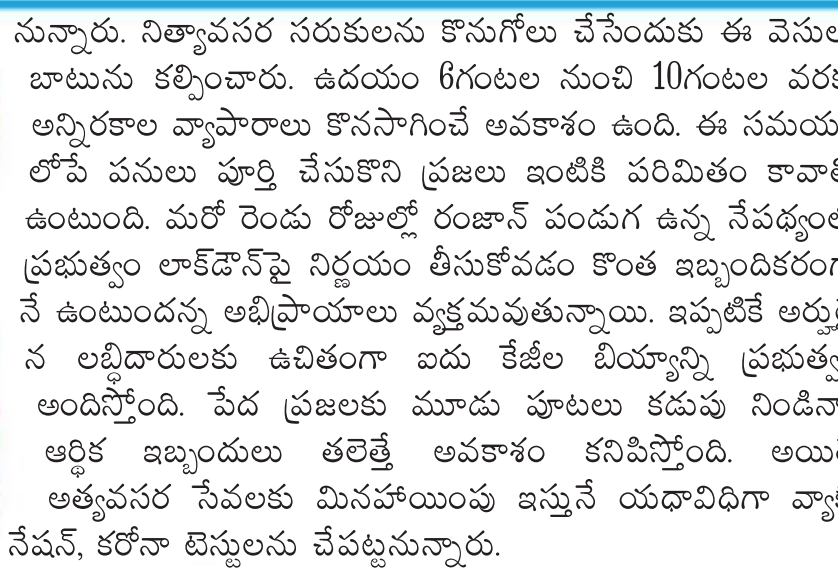 నున్నారు. నిత్యావసర సరుకులను కొనుగోలు చేసేందుకు ఈ వెసుల
బాటును కల్పించారు. ఉదయం 6గంటల నుంచి 10గంటల వరక
అన్నిరకాల వ్యాపారాలు కొనసాగించే అవకాశం ఉంది. ఈ సమయ
లోపే పనులు పూర్తి చేసుకొని ప్రజలు ఇంటికి పరిమితం కావాల
ఉంటుంది. మరో రెండు రోజుల్లో రంజాన్ పండుగ ఉన్న నేపథ్యంల
ప్రభుత్వం లాక్‌డౌన్‌పై నిర్ణయం తీసుకోవడం కొంత ఇబ్బందికరంగ
నే ఉంటుందన్న అభిప్రాయాలు వ్యక్తమవుతున్నాయి. ఇప్పటికే అర్హు
న లబ్ధిదారులకు ఉచితంగా ఐదు కేజీల బియ్యాన్ని ప్రభుత్వ
అందిస్తోంది. పేద ప్రజలకు మూడు పూటలు కడుపు నిండినా
ఆర్థిక ఇబ్బందులు తలెత్తే అవకాశం కనిపిస్తోంది. అయి
అత్యవసర సేవలకు మినహాయింపు ఇస్తునే యధావిధిగా వ్యా
నేషన్, కరోనా టెస్టులను చేపట్టనున్నారు.